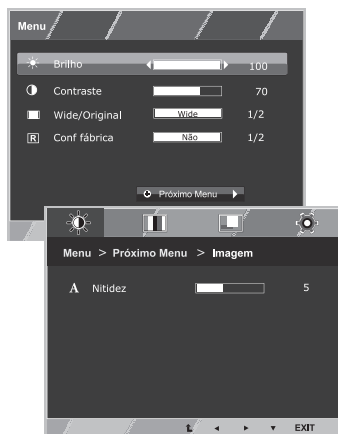 Menu
Brilho 100
Contraste 70
Wide/Original Wide 1/2
R Conf fábrica Não 1/2
Próximo Menu
Menu > Próximo Menu > Imagem
A Nitidez 5
EXIT